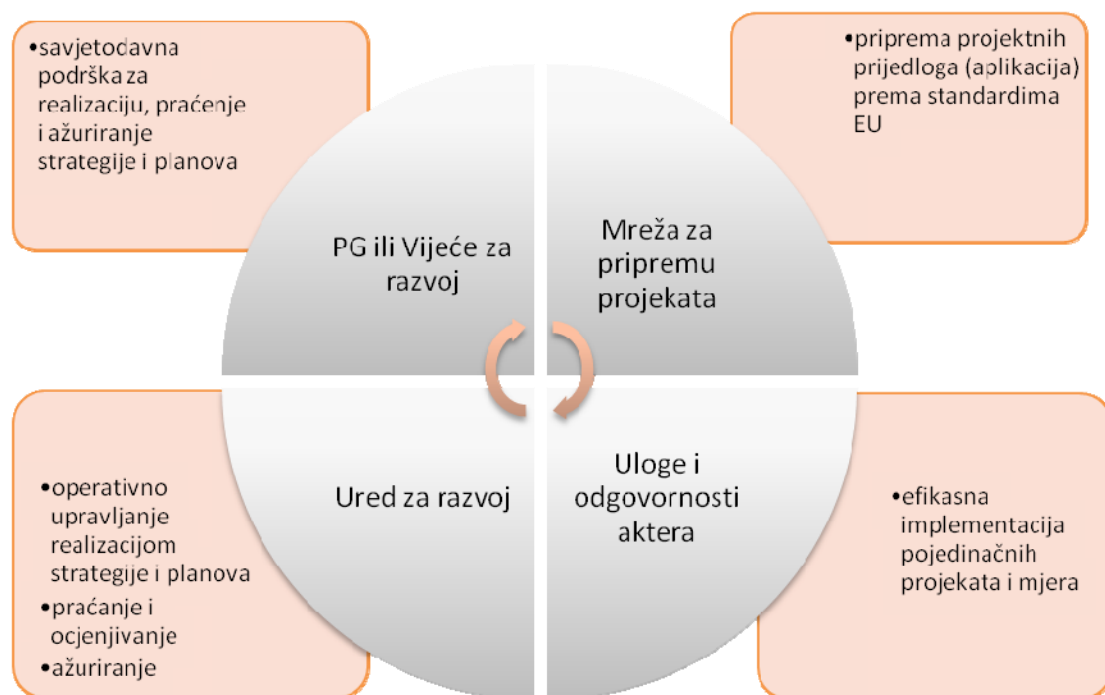 •savjetodavna
podrška za
realizaciju, praćenje
i ažuriranje
strategije i planova
•priprema projektnih
prijedloga (aplikacija)
prema standardima
EU
PG ili Vijeće za
razvoj
Mreža za
pripremu
projekata
Ured za razvoj
Uloge i
odgovornosti
aktera
•operativno
upravljanje
realizacijom
strategije i planova
•praćanje i
ocjenjivanje
•ažuriranje
•efikasna
implementacija
pojedinačnih
projekata i mjera